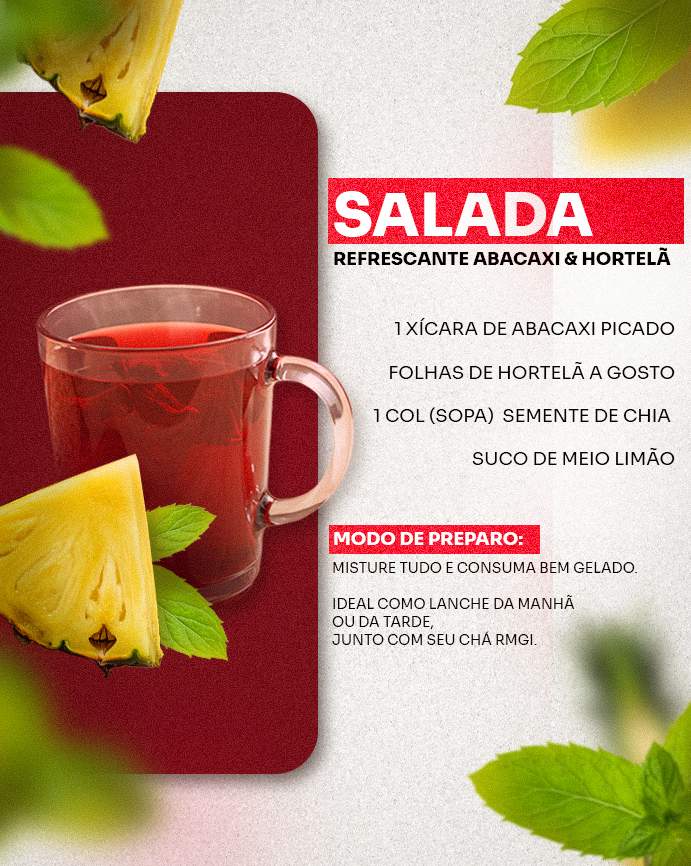 SALADA
REFRESCANTE ABACAXI & HORTELÃ
1 XÍCARA DE ABACAXI PICADO
FOLHAS DE HORTELÃ A GOSTO
1 COL (SOPA) SEMENTE DE CHIA
SUCO DE MEIO LIMÃO
MODO DE PREPARO:
MISTURE TUDO E CONSUMA BEM GELADO.
IDEAL COMO LANCHE DA MANHÃ
OU DA TARDE,
JUNTO COM SEU CHÁ RMGI.